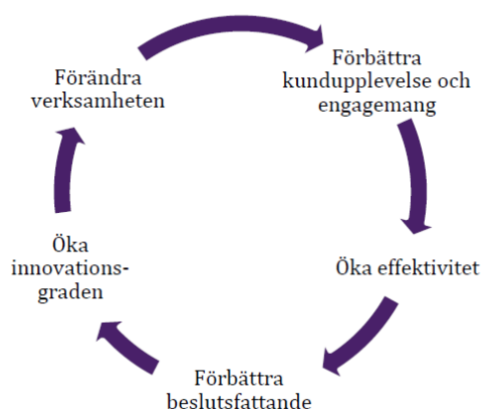 Förändra
verksamheten
Förbättra
kundupplevelse och
engagemang
Öka effektivitet
Förbättra
beslutsfattande
Öka
innovations-
graden